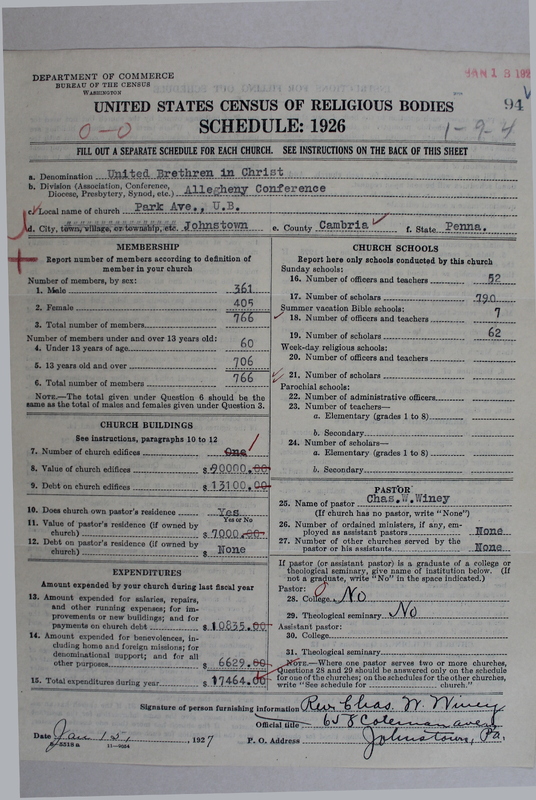 DEPARTMENT OF COMMERCE
BUREAU OF THE CENSUS
WASHINGTON
JAN 13 192
UNITED STATES CENSUS OF RELIGIOUS BODIES
94
0-0
SCHEDULE: 1926
1-9-4
FILL OUT A SEPARATE SCHEDULE FOR EACH CHURCH. SEE INSTRUCTIONS ON THE BACK OF THIS SHEET
a. Denomination United Brethren in Christ
b. Division (Association, Conference, Diocese, Presbytery, Synod, etc.) Allegheny Conference
c. Local name of church Park Ave., U.B.
d. City, town, village, or township, etc. Johnstown e. County Cambria f. State Penna.
MEMBERSHIP
Report number of members according to definition of member in your church
Number of members, by sex:
1. Male 361
2. Female 405
3. Total number of members 766
Number of members under and over 13 years old:
4. Under 13 years of age 60
5. 13 years old and over 706
6. Total number of members 766
NOTE.—The total given under Question 6 should be the same as the total of males and females given under Question 3.
CHURCH BUILDINGS
See instructions, paragraphs 10 to 12
7. Number of church edifices One 1
8. Value of church edifices $90000.00
9. Debt on church edifices $13100.00
10. Does church own pastor's residence? Yes
Yes or No
11. Value of pastor's residence (if owned by church) $7000.00
12. Debt on pastor's residence (if owned by church) $ None
EXPENDITURES
Amount expended by your church during last fiscal year
13. Amount expended for salaries, repairs, and other running expenses; for improvements or new buildings; and for payments on church debt $10835.00
14. Amount expended for benevolences, including home and foreign missions; for denominational support; and for all other purposes $6629.00
15. Total expenditures during year $17464.00
CHURCH SCHOOLS
Report here only schools conducted by this church
Sunday schools:
16. Number of officers and teachers 52
17. Number of scholars 790
Summer vacation Bible schools:
18. Number of officers and teachers 7
19. Number of scholars 62
Week-day religious schools:
20. Number of officers and teachers
21. Number of scholars
Parochial schools:
22. Number of administrative officers
23. Number of teachers—
a. Elementary (grades 1 to 8)
b. Secondary
24. Number of scholars—
a. Elementary (grades 1 to 8)
b. Secondary
PASTOR
25. Name of pastor Chas. W. Winey
(If church has no pastor, write "None")
26. Number of ordained ministers, if any, employed as assistant pastors None
27. Number of other churches served by the pastor or his assistants None
If pastor (or assistant pastor) is a graduate of a college or theological seminary, give name of institution below. (If not a graduate, write "No" in the space indicated.)
Pastor:
28. College No
29. Theological seminary No
Assistant pastor:
30. College
31. Theological seminary
NOTE.—Where one pastor serves two or more churches, Questions 28 and 29 should be answered only on the schedule for one of the churches; on the schedules for the other churches, write "See schedule for church."
Signature of person furnishing information Rev. Chas. W. Winey
Official title 658 Coleman ave,
Date Jan 12, 1927 P. O. Address Johnstown, Pa.
8-5518a 11-9024